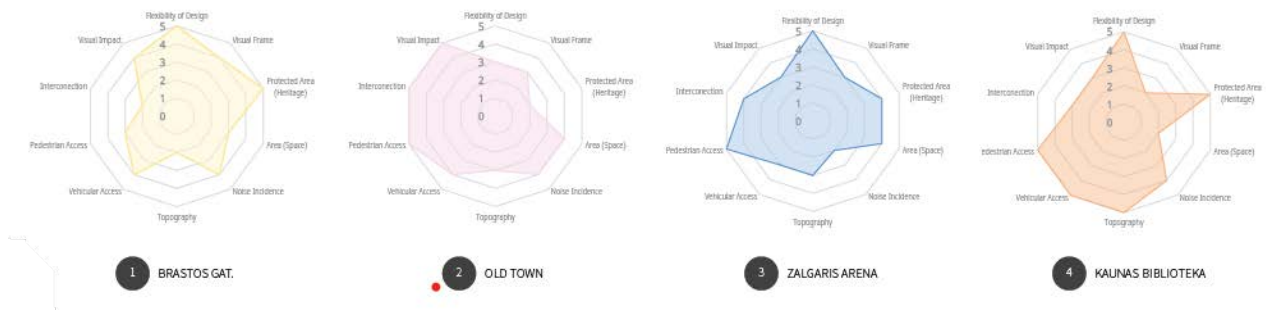 Flexibility of Design
5
4
3
2
1
0
Visual Frame
Protected Area
(Heritage)
Area (Space)
Noise Incidence
Topography
Vehicular Access
Pedestrian Access
Interconection
Visual Impact
1 BRASTOS GAT.
Flexibility of Design
5
4
3
2
1
0
Visual Frame
Protected Area
(Heritage)
Area (Space)
Noise Incidence
Topography
Vehicular Access
Pedestrian Access
Interconection
Visual Impact
2 OLD TOWN
Flexibility of Design
5
4
3
2
1
0
Visual Frame
Protected Area
(Heritage)
Area (Space)
Noise Incidence
Topography
Vehicular Access
Pedestrian Access
Interconection
Visual Impact
3 ZALGARIS ARENA
Flexibility of Design
5
4
3
2
1
0
Visual Frame
Protected Area
(Heritage)
Area (Space)
Noise Incidence
Topography
Vehicular Access
edestrian Access
Interconection
Visual Impact
4 KAUNAS BIBLIOTEKA